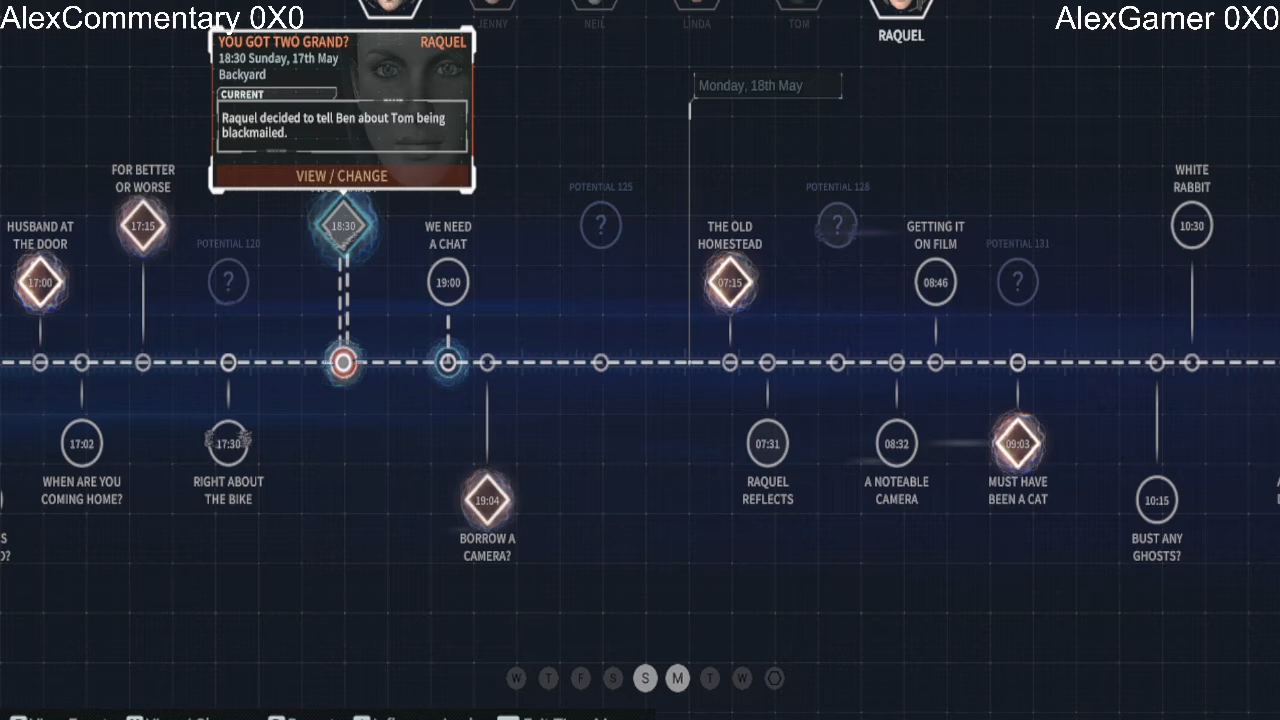 AlexCommentary 0X0
AlexGamer 0X0
JENNY
NEIL
LINDA
TOM
RAQUEL
YOU GOT TWO GRAND?
RAQUEL
18:30 Sunday, 17th May
Backyard
CURRENT
Raquel decided to tell Ben about Tom being
blackmailed.
VIEW / CHANGE
Monday, 18th May
FOR BETTER
OR WORSE
17:15
HUSBAND AT
THE DOOR
17:00
POTENTIAL 120
?
18:30
WE NEED
A CHAT
19:00
POTENTIAL 125
?
THE OLD
HOMESTEAD
07:15
POTENTIAL 128
?
GETTING IT
ON FILM
08:46
POTENTIAL 131
?
WHITE
RABBIT
10:30
17:02
WHEN ARE YOU
COMING HOME?
17:30
RIGHT ABOUT
THE BIKE
19:04
BORROW A
CAMERA?
07:31
RAQUEL
REFLECTS
08:32
A NOTEABLE
CAMERA
09:03
MUST HAVE
BEEN A CAT
10:15
BUST ANY
GHOSTS?
W T F S S M T W